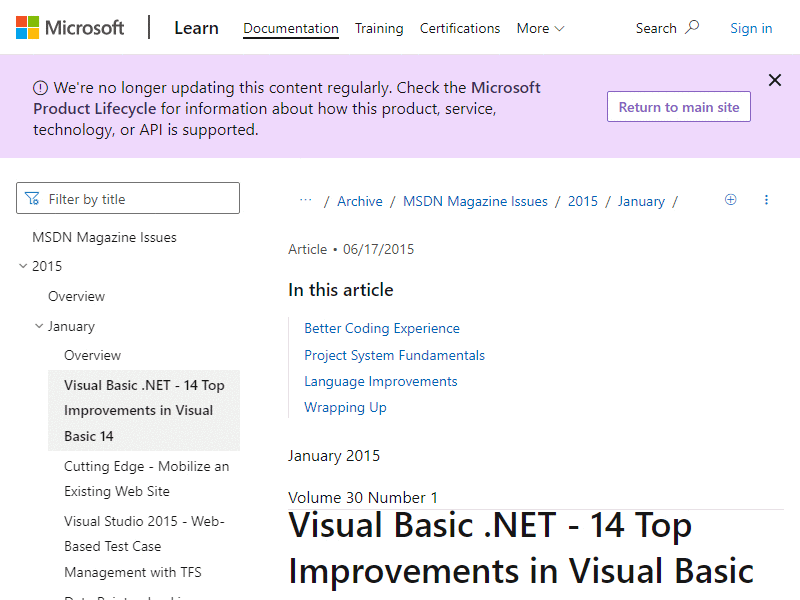 Microsoft
Learn
Documentation
Training
Certifications
More
Search
Sign in
We're no longer updating this content regularly. Check the Microsoft
Product Lifecycle for information about how this product, service,
technology, or API is supported.
Return to main site
Filter by title
MSDN Magazine Issues
2015
Overview
January
Overview
Visual Basic .NET - 14 Top
Improvements in Visual
Basic 14
Cutting Edge - Mobilize an
Existing Web Site
Visual Studio 2015 - Web-
Based Test Case
Management with TFS
··· / Archive / MSDN Magazine Issues / 2015 / January /
Article • 06/17/2015
In this article
Better Coding Experience
Project System Fundamentals
Language Improvements
Wrapping Up
January 2015
Volume 30 Number 1
Visual Basic .NET - 14 Top
Improvements in Visual Basic